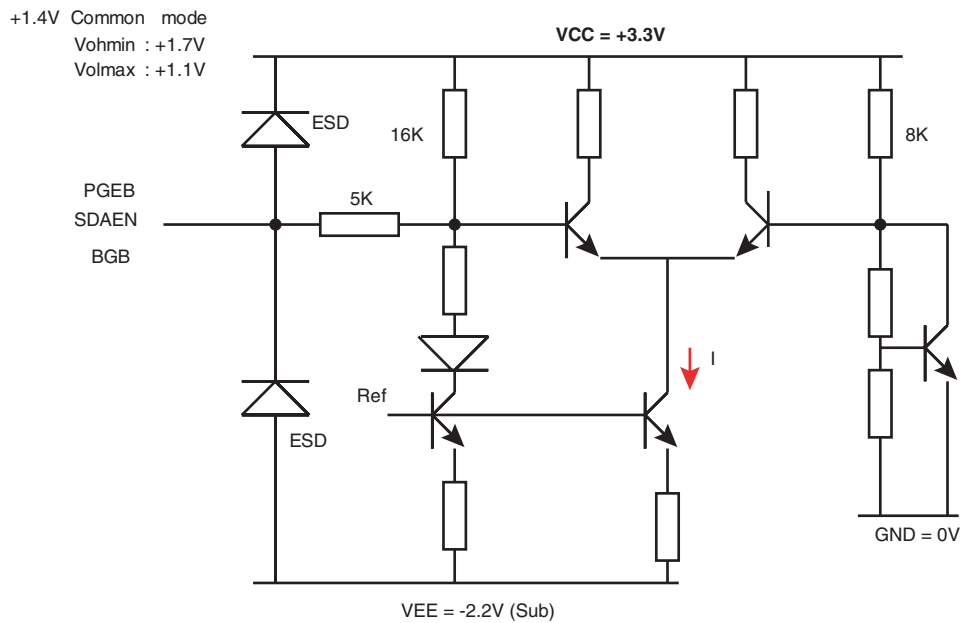 +1.4V Common mode
Vohmin : +1.7V
Volmax : +1.1V
VCC = +3.3V
ESD
16K
8K
PGEB
SDAEN
BGB
5K
I
Ref
ESD
GND = 0V
VEE = -2.2V (Sub)